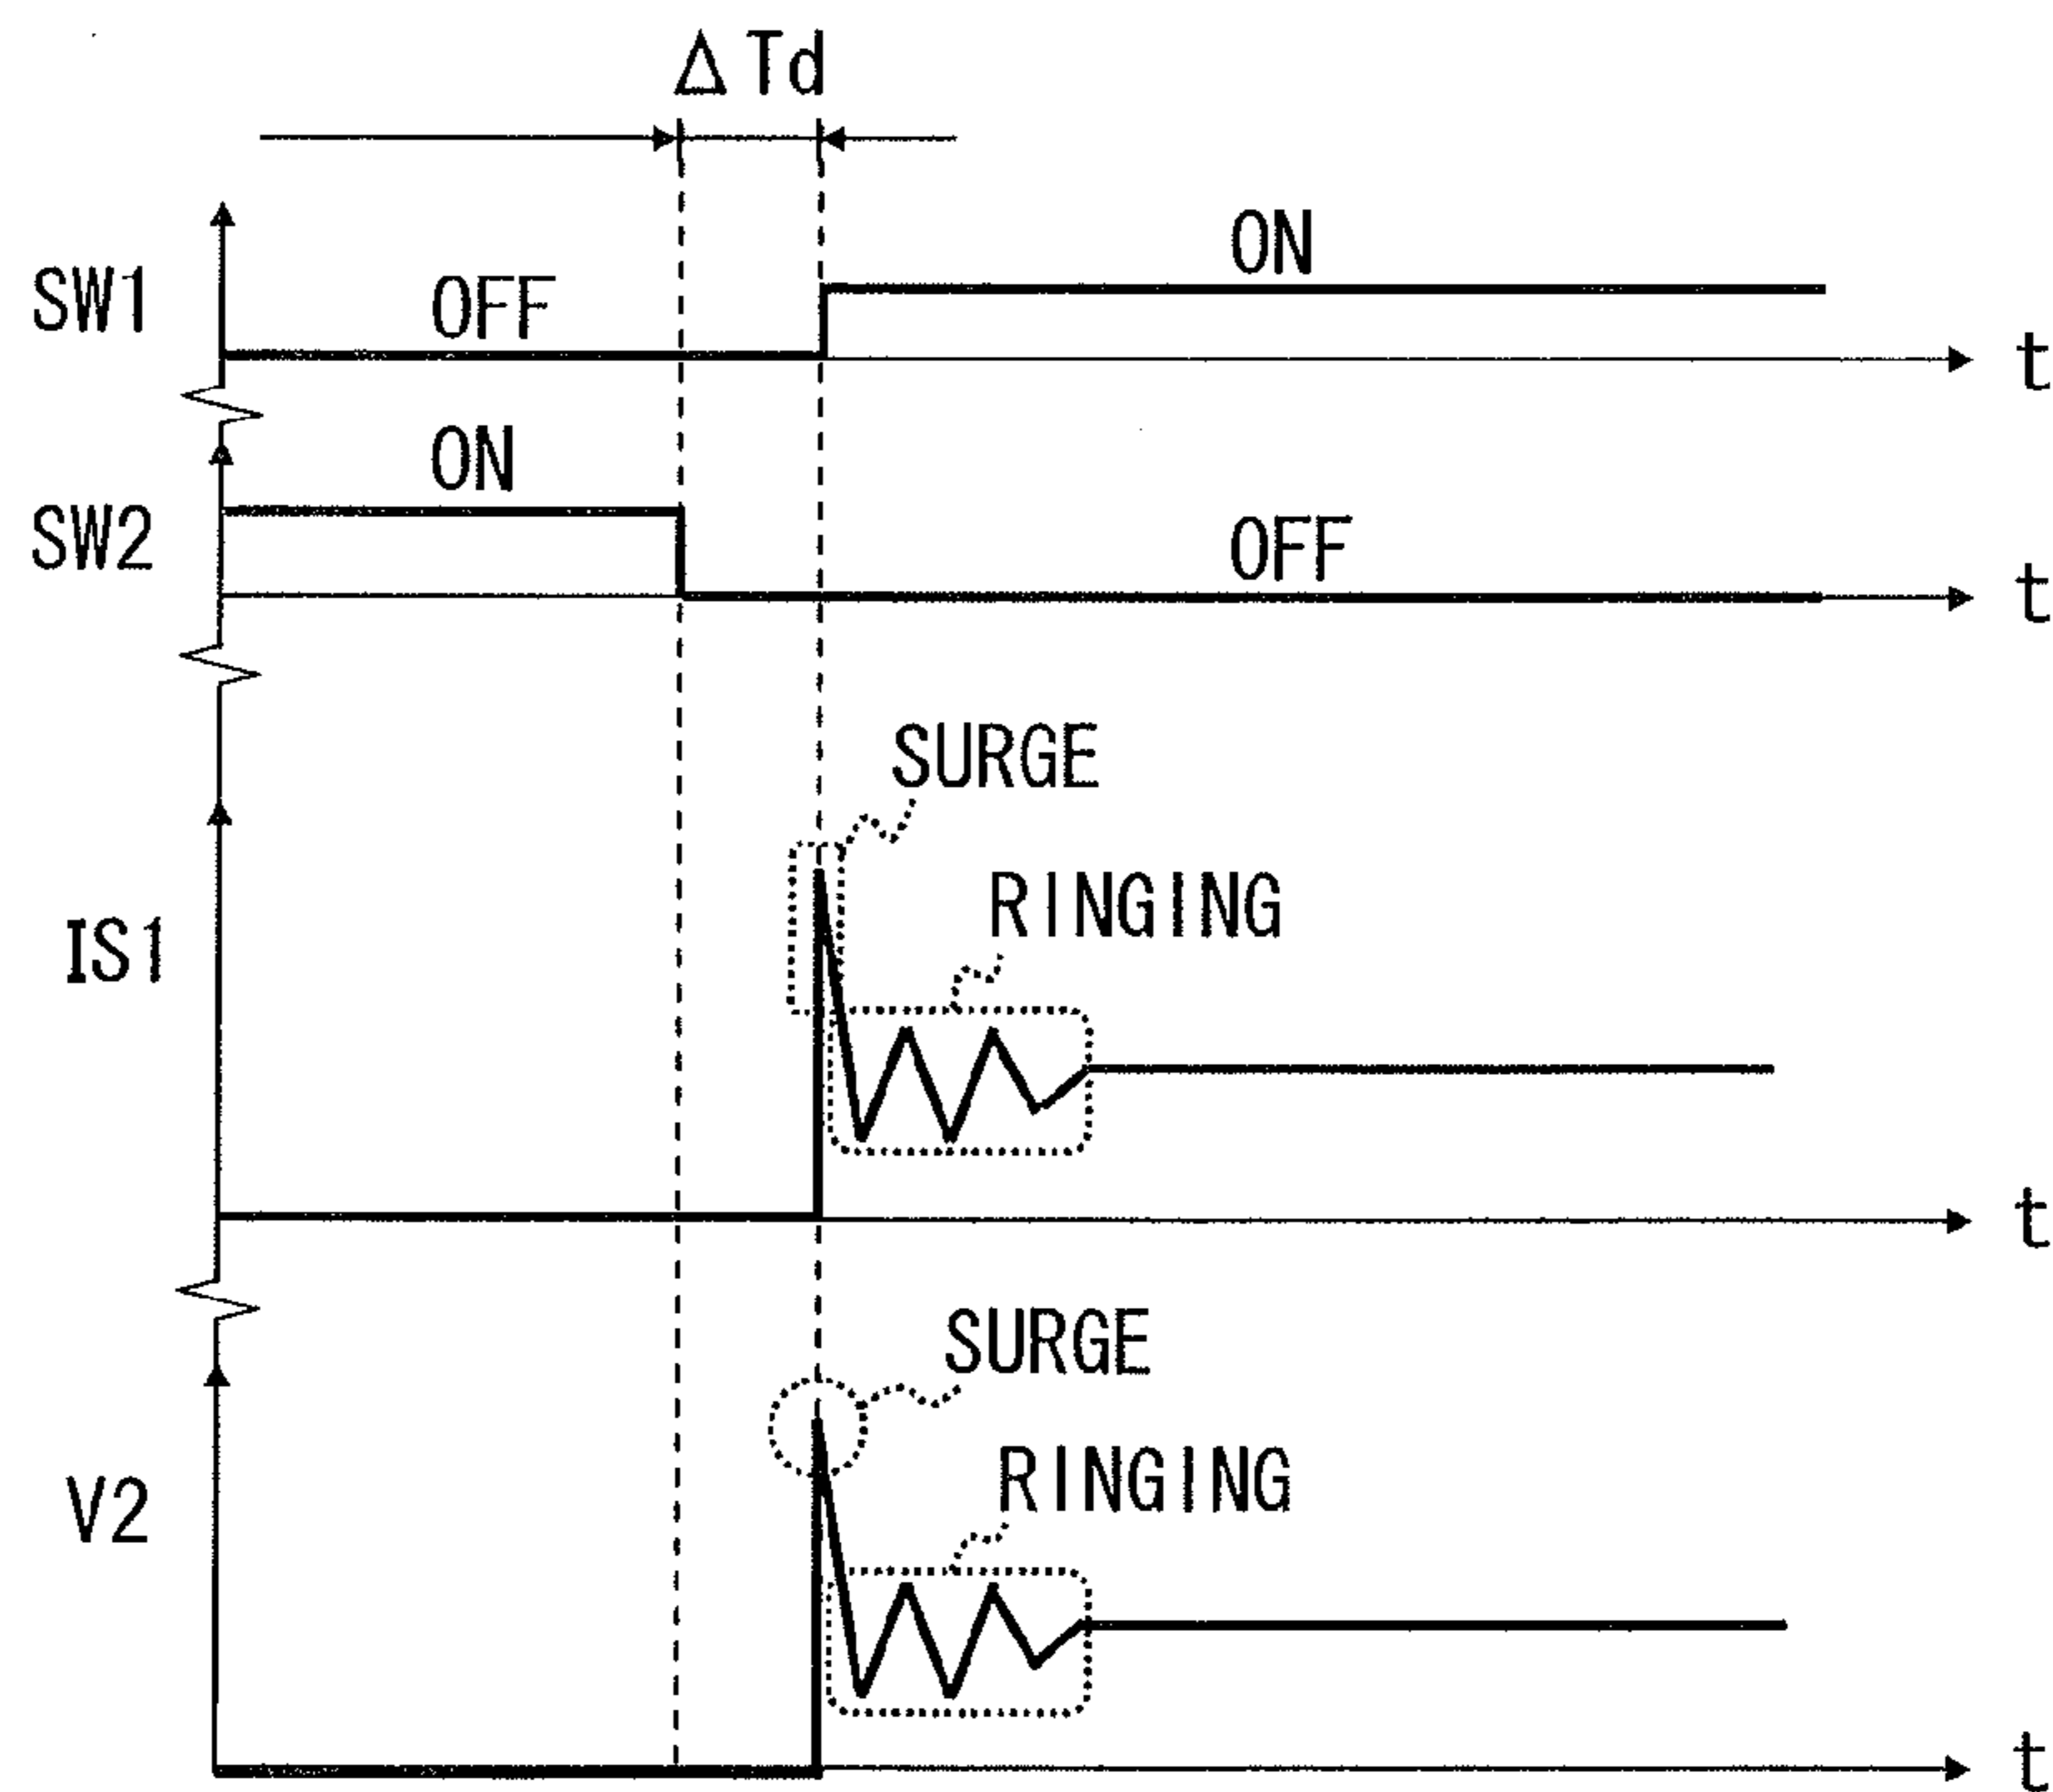 ΔTd
ON
SW1 OFF
t
ON
SW2
OFF
t
SURGE
RINGING
IS1
t
SURGE
RINGING
V2
t